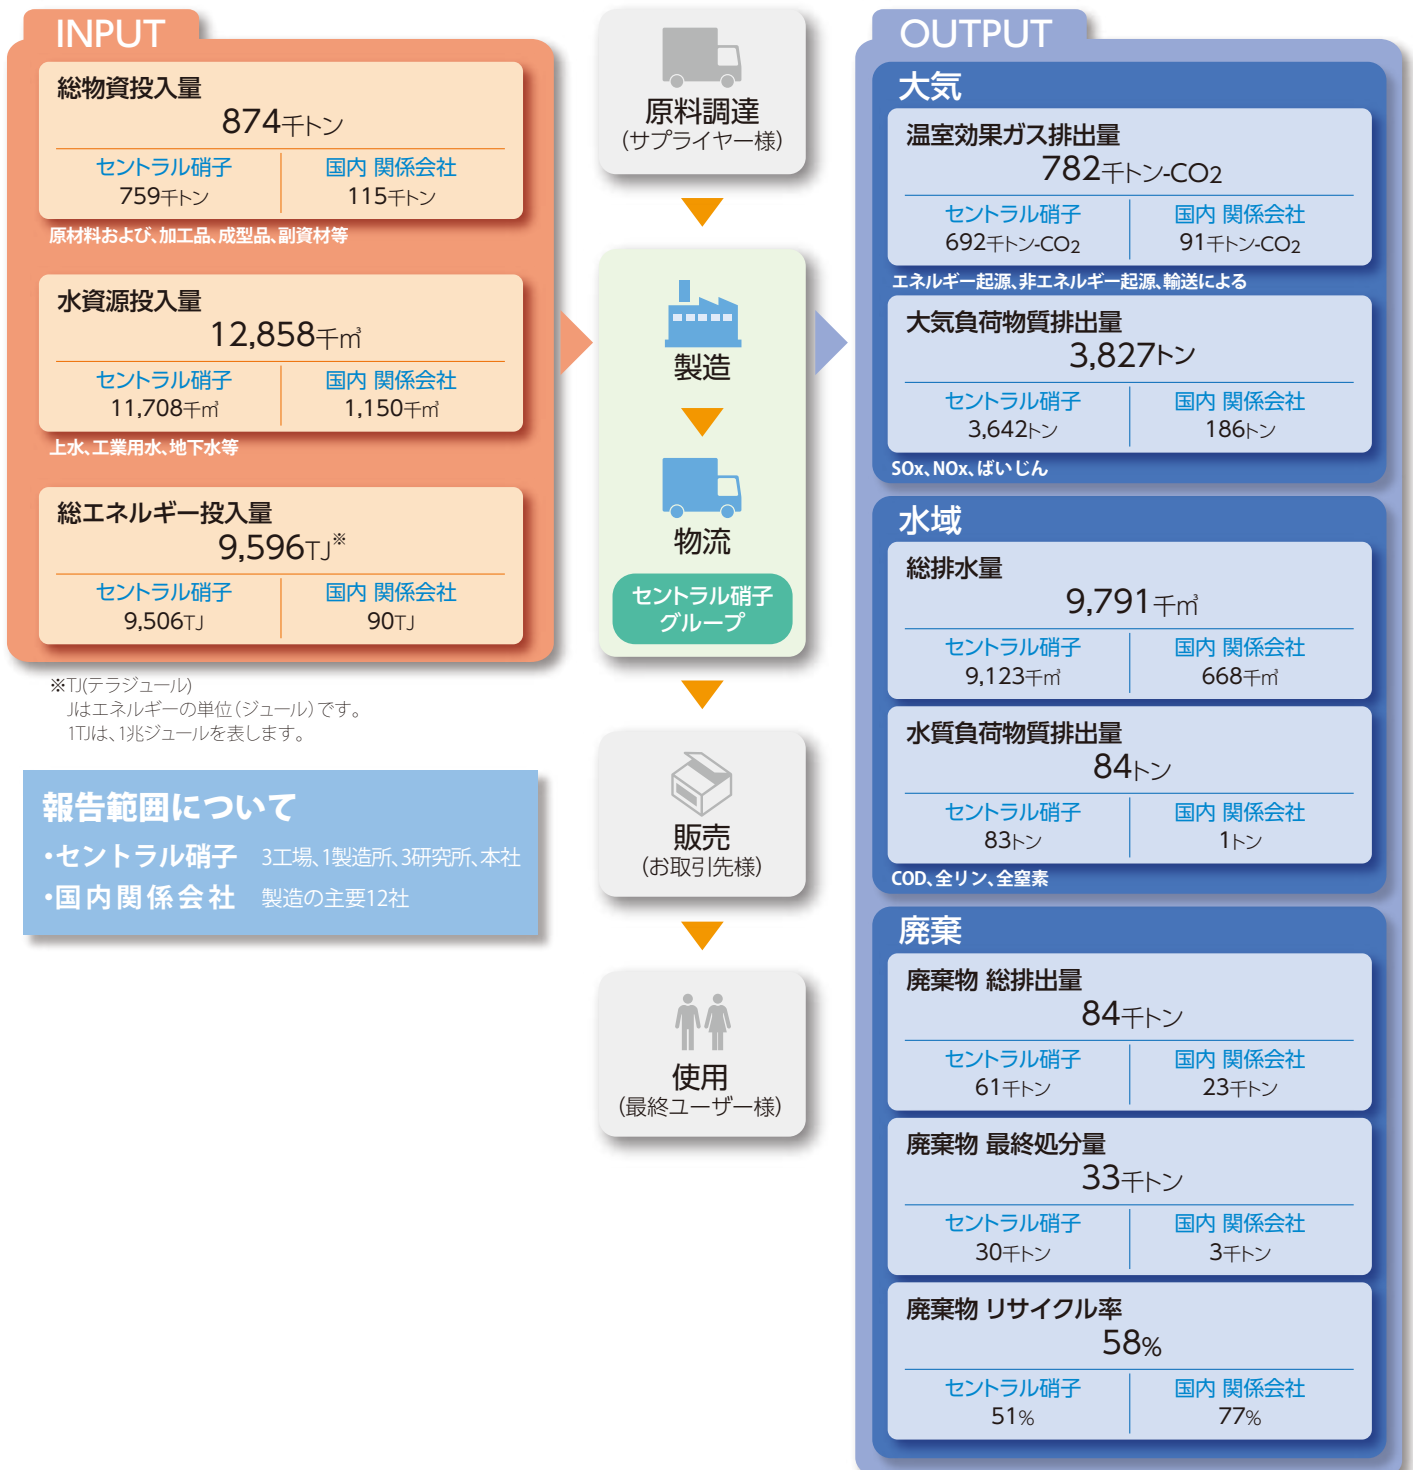 INPUT
総物資投入量
874千トン
セントラル硝子
759千トン
国内 関係会社
115千トン
原材料および、加工品、成型品、副資材等
水資源投入量
12,858千㎥
セントラル硝子
11,708千㎥
国内 関係会社
1,150千㎥
上水、工業用水、地下水等
総エネルギー投入量
9,596TJ※
セントラル硝子
9,506TJ
国内 関係会社
90TJ
※TJ(テラジュール)
Jはエネルギーの単位(ジュール)です。
1TJは、1兆ジュールを表します。
報告範囲について
・セントラル硝子 3工場、1製造所、3研究所、本社
・国内関係会社 製造の主要12社
原料調達
(サプライヤー様)
製造
物流
セントラル硝子
グループ
販売
(お取引先様)
使用
(最終ユーザー様)
OUTPUT
大気
温室効果ガス排出量
782千トン-CO2
セントラル硝子
692千トン-CO2
国内 関係会社
91千トン-CO2
エネルギー起源、非エネルギー起源、輸送による
大気負荷物質排出量
3,827トン
セントラル硝子
3,642トン
国内 関係会社
186トン
SOx、NOx、ばいじん
水域
総排水量
9,791千㎥
セントラル硝子
9,123千㎥
国内 関係会社
668千㎥
水質負荷物質排出量
84トン
セントラル硝子
83トン
国内 関係会社
1トン
COD、全リン、全窒素
廃棄
廃棄物 総排出量
84千トン
セントラル硝子
61千トン
国内 関係会社
23千トン
廃棄物 最終処分量
33千トン
セントラル硝子
30千トン
国内 関係会社
3千トン
廃棄物 リサイクル率
58%
セントラル硝子
51%
国内 関係会社
77%